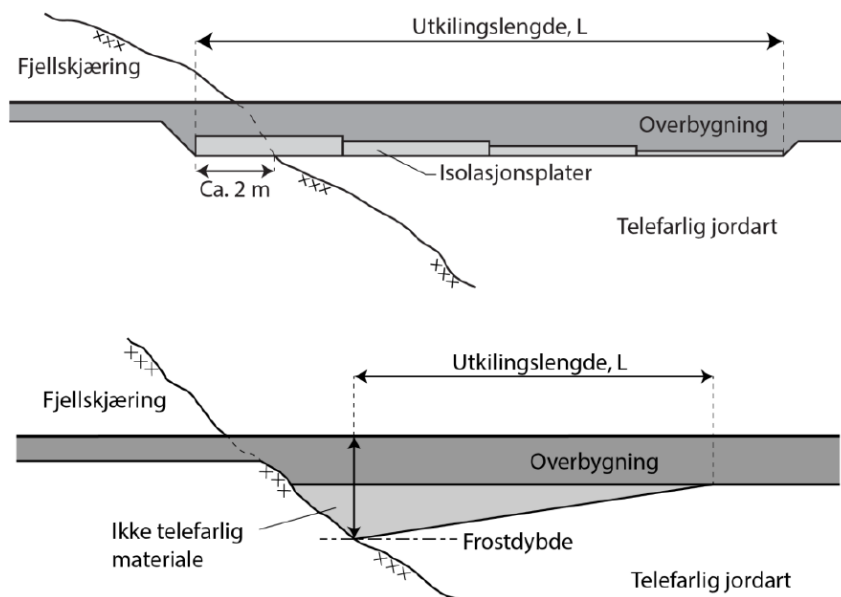 Utkilingslengde, L
Fjellskjæring
Overbygning
Isolasjonsplater
Ca. 2 m
Telefarlig jordart
Utkilingslengde, L
Fjellskjæring
Overbygning
Ikke telefarlig
materiale
Frostdybde
Telefarlig jordart